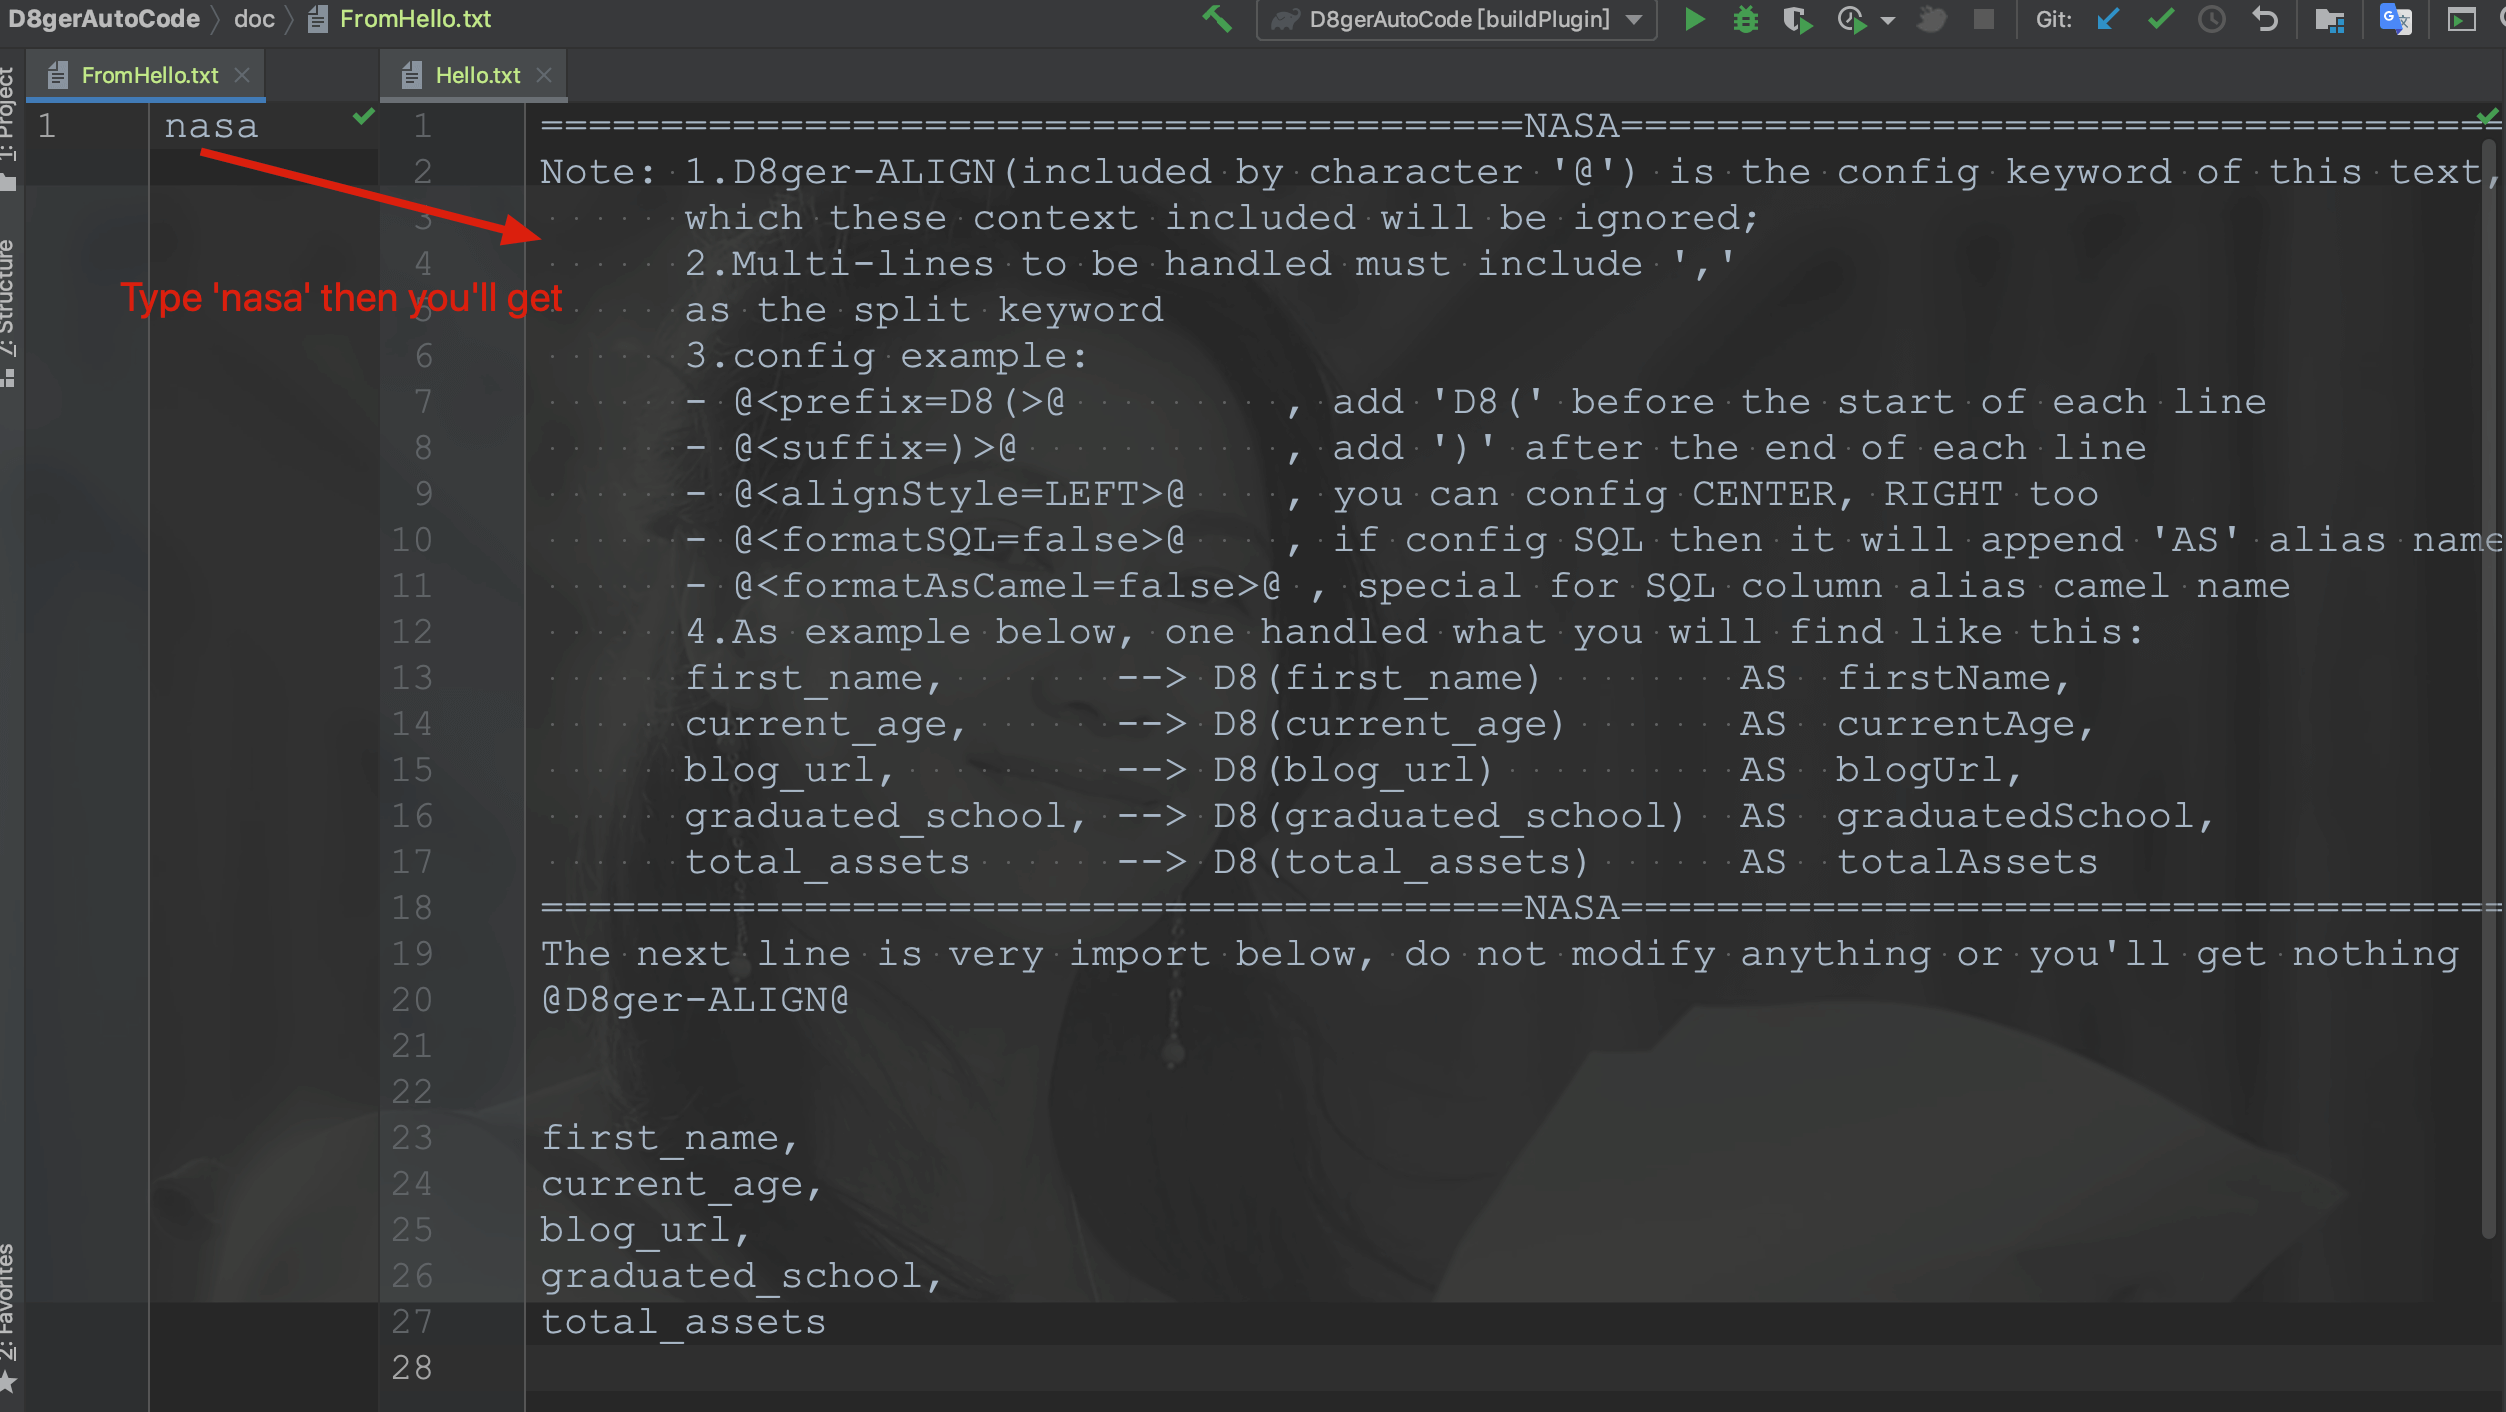 D8gerAutoCode doc FromHello.txt D8gerAutoCode [buildPlugin] Git:
FromHello.txt Hello.txt
1: Project
7: Structure
2: Favorites
1 nasa
Type 'nasa' then you'll get
1 =========================================NASA=====================================
2 Note: 1.D8ger-ALIGN(included by character '@') is the config keyword of this text,
3 which these context included will be ignored;
4 2.Multi-lines to be handled must include ','
5 as the split keyword
6 3.config example:
7 - @<prefix=D8(>@ , add 'D8(' before the start of each line
8 - @<suffix=)>@ , add ')' after the end of each line
9 - @<alignStyle=LEFT>@ , you can config CENTER, RIGHT too
10 - @<formatSQL=false>@ , if config SQL then it will append 'AS' alias name
11 - @<formatAsCamel=false>@ , special for SQL column alias camel name
12 4.As example below, one handled what you will find like this:
13 first_name, --> D8(first_name) AS firstName,
14 current_age, --> D8(current_age) AS currentAge,
15 blog_url, --> D8(blog_url) AS blogUrl,
16 graduated_school, --> D8(graduated_school) AS graduatedSchool,
17 total_assets --> D8(total_assets) AS totalAssets
18 =========================================NASA=====================================
19 The next line is very import below, do not modify anything or you'll get nothing
20 @D8ger-ALIGN@
21
22
23 first_name,
24 current_age,
25 blog_url,
26 graduated_school,
27 total_assets
28